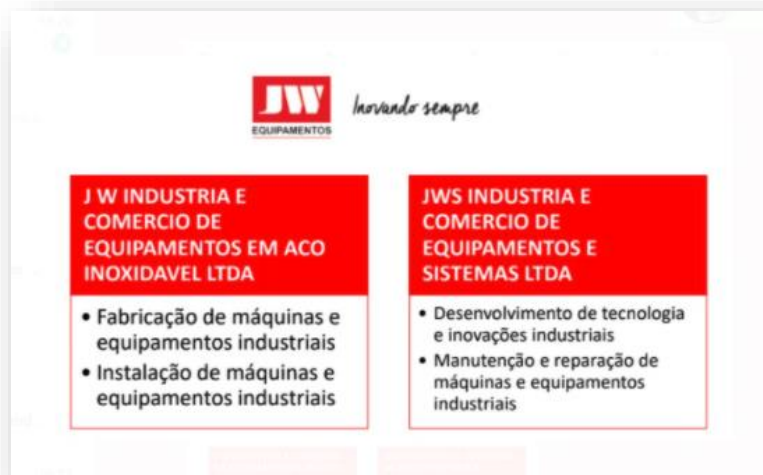 JW
EQUIPAMENTOS
Inovando sempre
J W INDUSTRIA E
COMERCIO DE
EQUIPAMENTOS EM ACO
INOXIDAVEL LTDA
• Fabricação de máquinas e
equipamentos industriais
• Instalação de máquinas e
equipamentos industriais
JWS INDUSTRIA E
COMERCIO DE
EQUIPAMENTOS E
SISTEMAS LTDA
• Desenvolvimento de tecnologia
e inovações industriais
• Manutenção e reparação de
máquinas e equipamentos
industriais